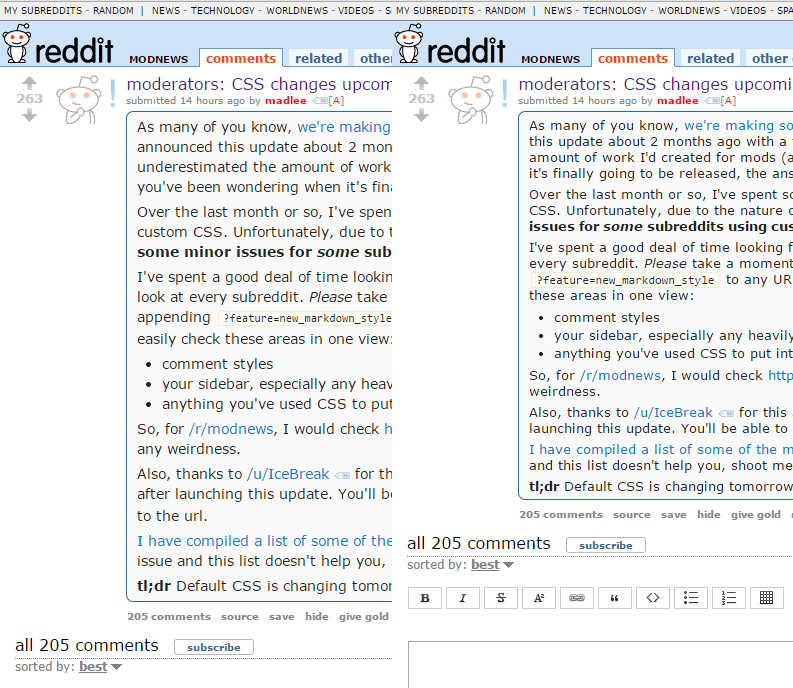 MY SUBREDDITS - RANDOM | NEWS - TECHNOLOGY - WORLDNEWS - VIDEOS - S
reddit MODNEWS comments related other
263
moderators: CSS changes upcom
submitted 14 hours ago by madlee [A]
As many of you know, we're making
announced this update about 2 mon
underestimated the amount of work
you've been wondering when it's fina
Over the last month or so, I've spen
custom CSS. Unfortunately, due to t
some minor issues for some sub
I've spent a good deal of time lookin
look at every subreddit. Please take
appending ?feature=new_markdown_style
easily check these areas in one view:
• comment styles
• your sidebar, especially any heav
• anything you've used CSS to put
So, for /r/modnews, I would check h
any weirdness.
Also, thanks to /u/IceBreak for th
after launching this update. You'll b
to the url.
I have compiled a list of some of the
issue and this list doesn't help you,
tl;dr Default CSS is changing tomor
205 comments source save hide give gold
all 205 comments subscribe
sorted by: best
MY SUBREDDITS - RANDOM | NEWS - TECHNOLOGY - WORLDNEWS - VIDEOS - SPA
reddit MODNEWS comments related other
263
moderators: CSS changes upcomi
submitted 14 hours ago by madlee [A]
As many of you know, we're making so
this update about 2 months ago with a
amount of work I'd created for mods (a
it's finally going to be released, the ans
Over the last month or so, I've spent so
CSS. Unfortunately, due to the nature o
issues for some subreddits using cus
I've spent a good deal of time looking f
every subreddit. Please take a moment
?feature=new_markdown_style to any UR
these areas in one view:
• comment styles
• your sidebar, especially any heavily
• anything you've used CSS to put int
So, for /r/modnews, I would check http
weirdness.
Also, thanks to /u/IceBreak for this
launching this update. You'll be able to
I have compiled a list of some of the m
and this list doesn't help you, shoot me
tl;dr Default CSS is changing tomorrow
205 comments source save hide give gold
all 205 comments subscribe
sorted by: best
B I S A² “ <>